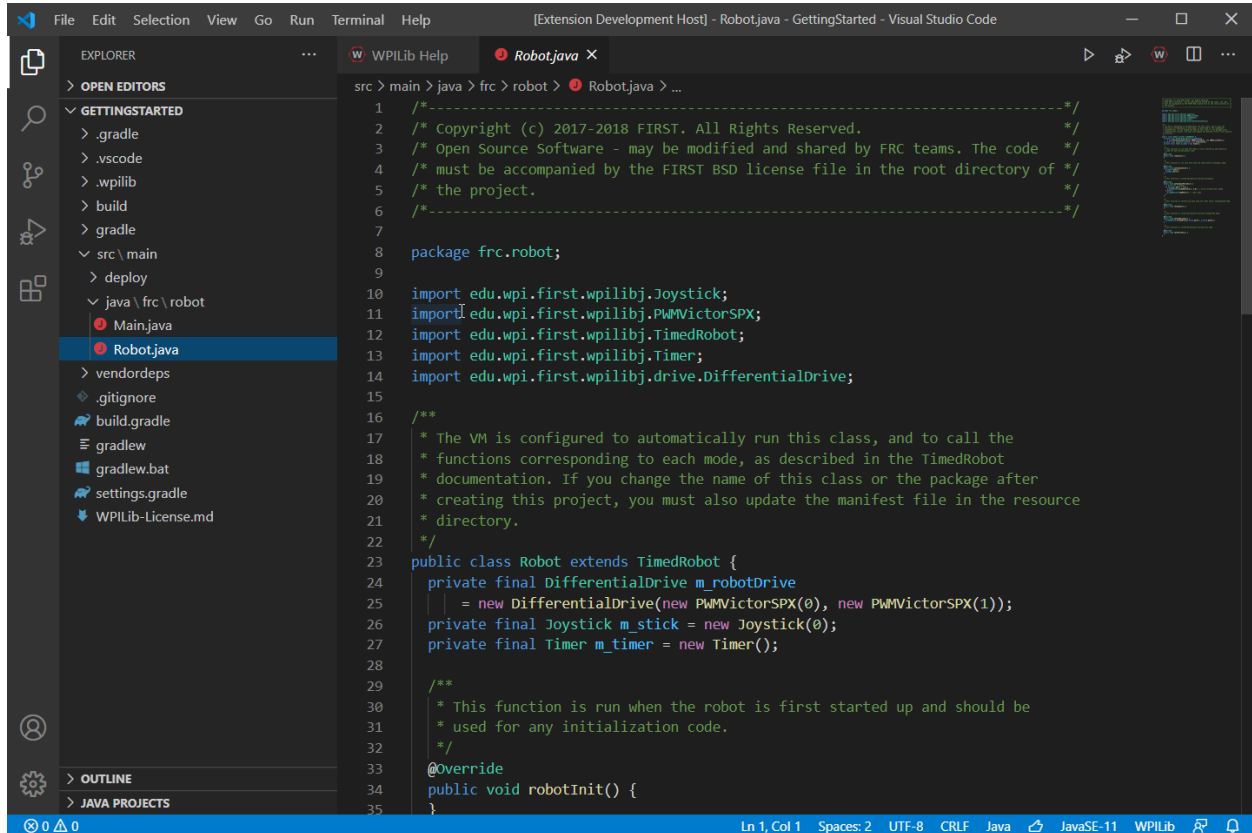 File Edit Selection View Go Run Terminal Help [Extension Development Host] - Robot.java - GettingStarted - Visual Studio Code
EXPLORER
OPEN EDITORS
GETTINGSTARTED
.gradle
.vscode
.wpilib
build
gradle
src \ main
deploy
java \ frc \ robot
Main.java
Robot.java
vendordeps
.gitignore
build.gradle
gradlew
gradlew.bat
settings.gradle
WPILib-License.md
OUTLINE
JAVA PROJECTS
WPILib Help Robot.java
src > main > java > frc > robot > Robot.java > ...
1 /*----------------------------------------------------------------------------*/
2 /* Copyright (c) 2017-2018 FIRST. All Rights Reserved. */
3 /* Open Source Software - may be modified and shared by FRC teams. The code */
4 /* must be accompanied by the FIRST BSD license file in the root directory of */
5 /* the project. */
6 /*----------------------------------------------------------------------------*/
7
8 package frc.robot;
9
10 import edu.wpi.first.wpilibj.Joystick;
11 import edu.wpi.first.wpilibj.PWMVictorSPX;
12 import edu.wpi.first.wpilibj.TimedRobot;
13 import edu.wpi.first.wpilibj.Timer;
14 import edu.wpi.first.wpilibj.drive.DifferentialDrive;
15
16 /**
17 * The VM is configured to automatically run this class, and to call the
18 * functions corresponding to each mode, as described in the TimedRobot
19 * documentation. If you change the name of this class or the package after
20 * creating this project, you must also update the manifest file in the resource
21 * directory.
22 */
23 public class Robot extends TimedRobot {
24 private final DifferentialDrive m_robotDrive
25 = new DifferentialDrive(new PWMVictorSPX(0), new PWMVictorSPX(1));
26 private final Joystick m_stick = new Joystick(0);
27 private final Timer m_timer = new Timer();
28
29 /**
30 * This function is run when the robot is first started up and should be
31 * used for any initialization code.
32 */
33 @Override
34 public void robotInit() {
35 }
0 0 Ln 1, Col 1 Spaces: 2 UTF-8 CRLF Java JavaSE-11 WPILib